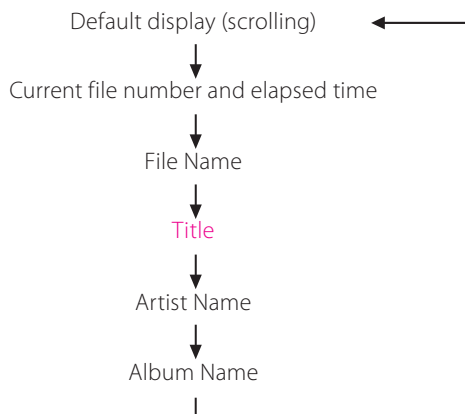 Default display (scrolling)
Current file number and elapsed time
File Name
Title
Artist Name
Album Name